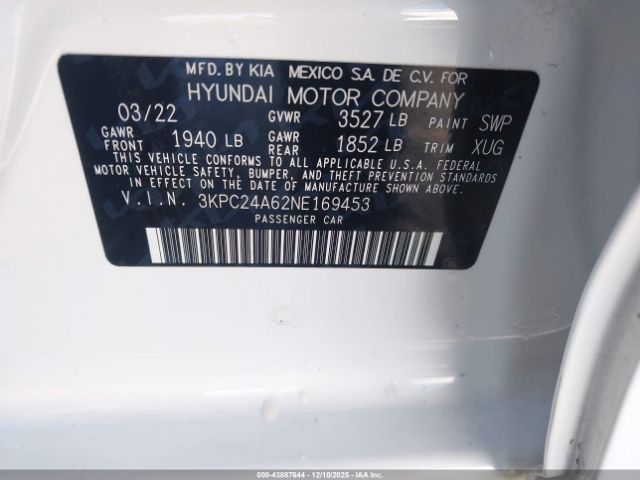 MFD. BY KIA MEXICO S.A. DE C.V. FOR
HYUNDAI MOTOR COMPANY
03/22 GVWR 3527 LB PAINT SWP
GAWR FRONT 1940 LB GAWR REAR 1852 LB TRIM XUG
THIS VEHICLE CONFORMS TO ALL APPLICABLE U.S.A. FEDERAL
MOTOR VEHICLE SAFETY, BUMPER, AND THEFT PREVENTION
STANDARDS IN EFFECT ON THE DATE OF MANUFACTURE SHOWN ABOVE.
V.I.N. 3KPC24A62NE169453
PASSENGER CAR
000-43887644 - 12/10/2025 - IAAI.COM